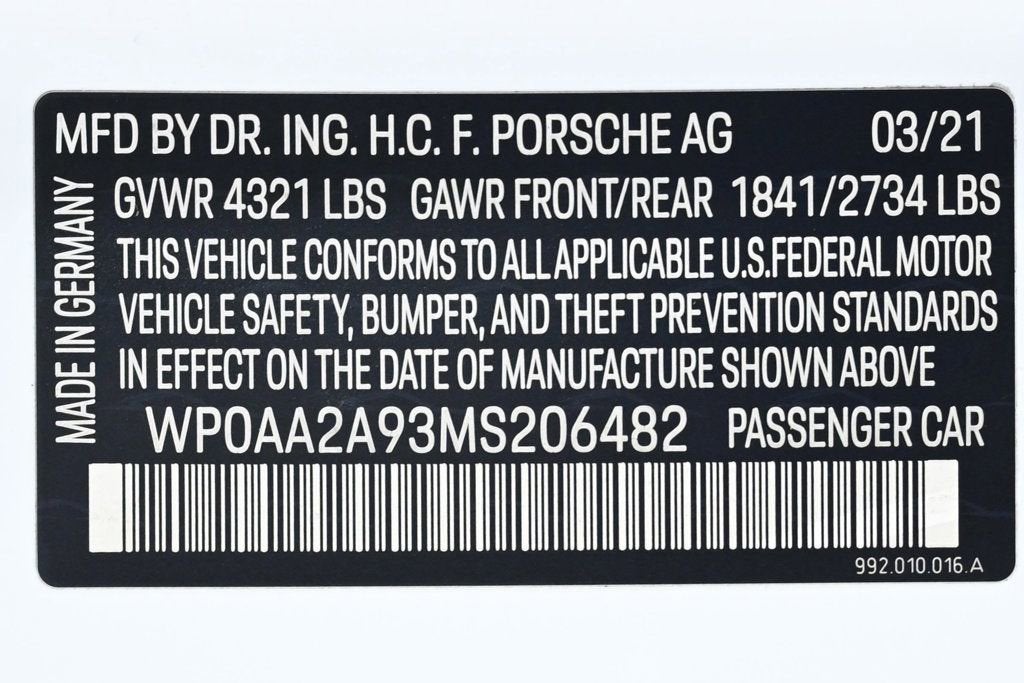 MFD BY DR. ING. H.C. F. PORSCHE AG 03/21
MADE IN GERMANY
GVWR 4321 LBS GAWR FRONT/REAR 1841/2734 LBS
THIS VEHICLE CONFORMS TO ALL APPLICABLE U.S.FEDERAL MOTOR
VEHICLE SAFETY, BUMPER, AND THEFT PREVENTION STANDARDS
IN EFFECT ON THE DATE OF MANUFACTURE SHOWN ABOVE
WP0AA2A93MS206482 PASSENGER CAR
992.010.016.A